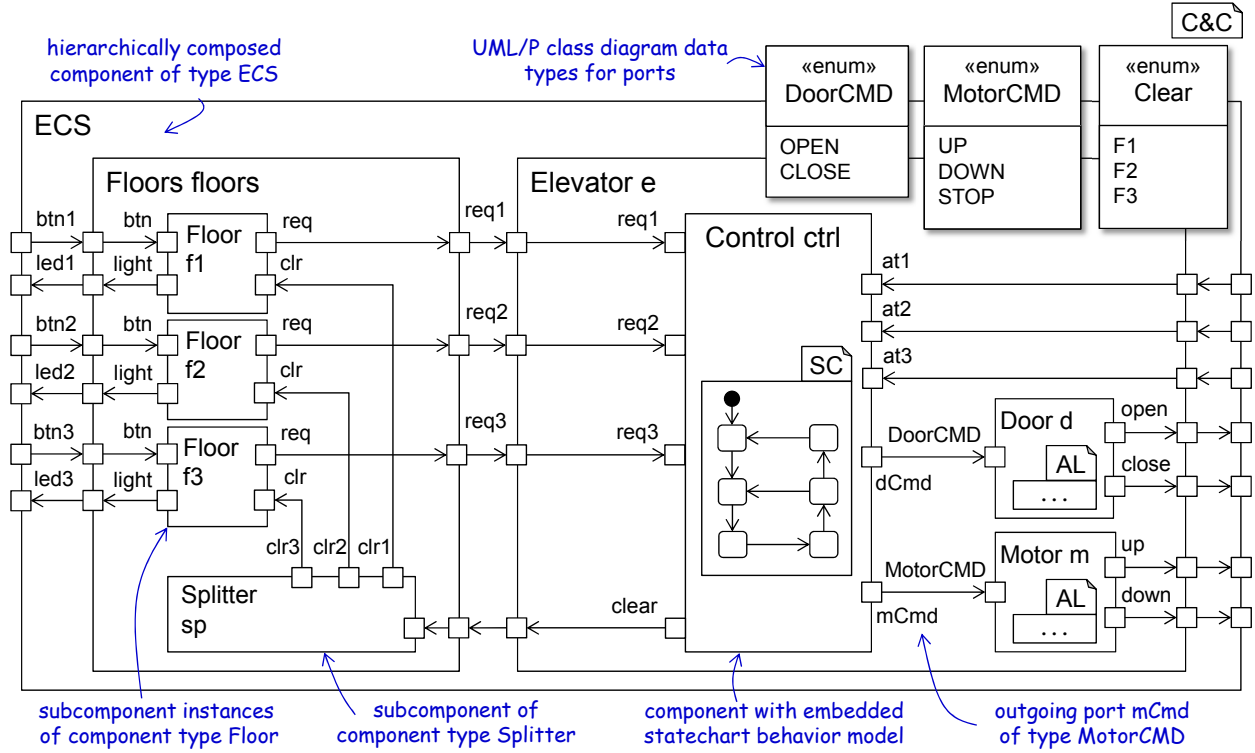 C&C
hierarchically composed
component of type ECS
UML/P class diagram data
types for ports
«enum»
DoorCMD
OPEN
CLOSE
«enum»
MotorCMD
UP
DOWN
STOP
«enum»
Clear
F1
F2
F3
ECS
Floors floors
Elevator e
btn1
btn
Floor
f1
req
req1
req1
Control ctrl
led1
light
clr
at1
btn2
btn
Floor
f2
req
req2
req2
at2
led2
light
clr
at3
SC
btn3
btn
Floor
f3
req
req3
req3
led3
light
clr
DoorCMD
dCmd
Door d
AL
...
open
close
clr3
clr2
clr1
Splitter
sp
clear
MotorCMD
mCmd
Motor m
AL
...
up
down
subcomponent instances
of component type Floor
subcomponent of
component type Splitter
component with embedded
statechart behavior model
outgoing port mCmd
of type MotorCMD